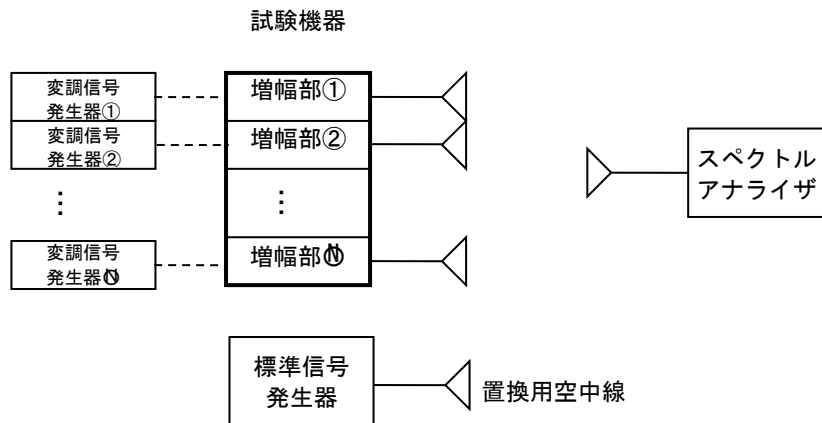 試験機器
変調信号
発生器①
増幅部①
変調信号
発生器②
増幅部②
スペクトル
アナライザ
⋮
⋮
変調信号
発生器Ⓝ
増幅部Ⓝ
標準信号
発生器
置換用空中線